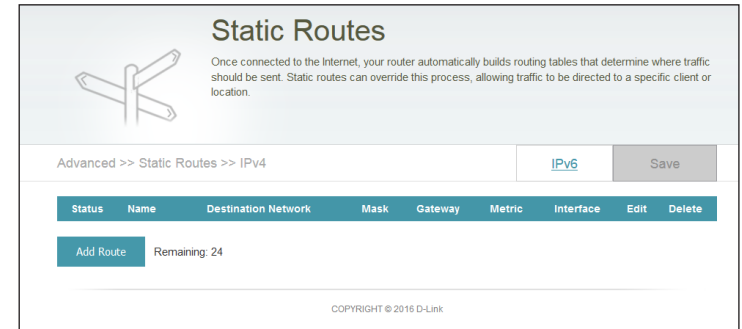 Static Routes
Once connected to the Internet, your router automatically builds routing tables that determine where traffic
should be sent. Static routes can override this process, allowing traffic to be directed to a specific client or
location.
Advanced >> Static Routes >> IPv4 IPv6 Save
Status Name Destination Network Mask Gateway Metric Interface Edit Delete
Add Route Remaining: 24
COPYRIGHT © 2016 D-Link